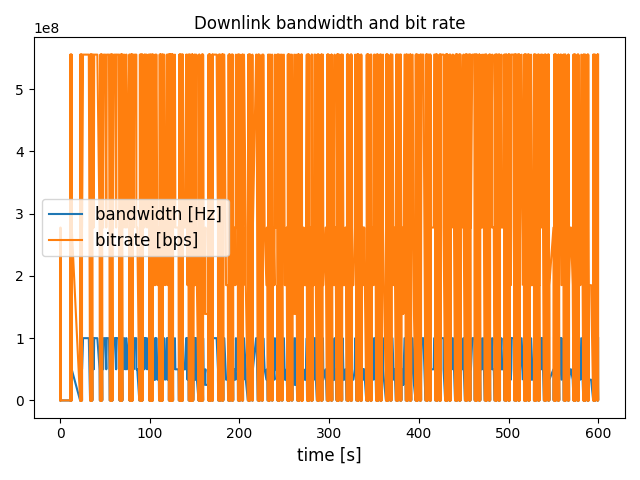 Downlink bandwidth and bit rate
1e8
5
4
3
2
1
0
bandwidth [Hz]
bitrate [bps]
0 100 200 300 400 500 600
time [s]